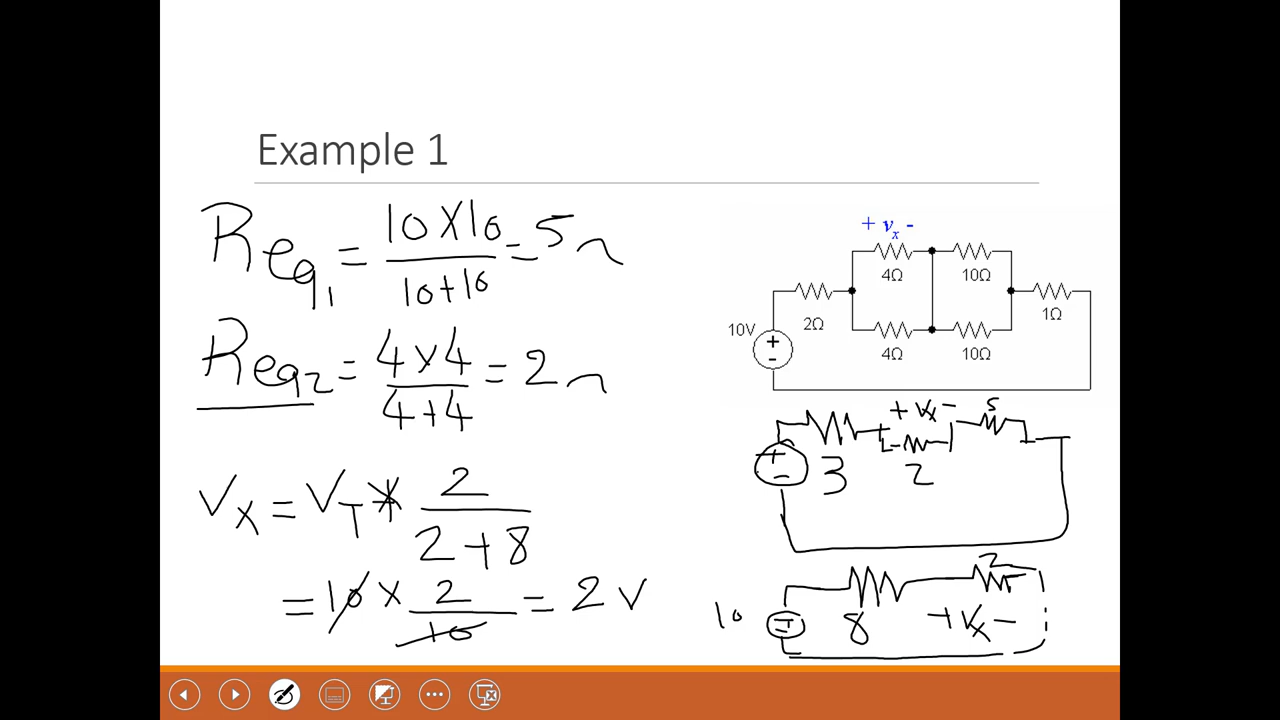 Example 1
Req1 = 10 X 10 / 10 + 10 = 5 Ω
Req2 = 4 x 4 / 4 + 4 = 2 Ω
Vx = VT * 2 / 2 + 8
= 10 x 2 / 10 = 2 V
+ vx -
4Ω 10Ω
2Ω 1Ω
10V
+
-
4Ω 10Ω
+ Vx - 5
+
-
3 2
2
10 + - 8 + Vx -